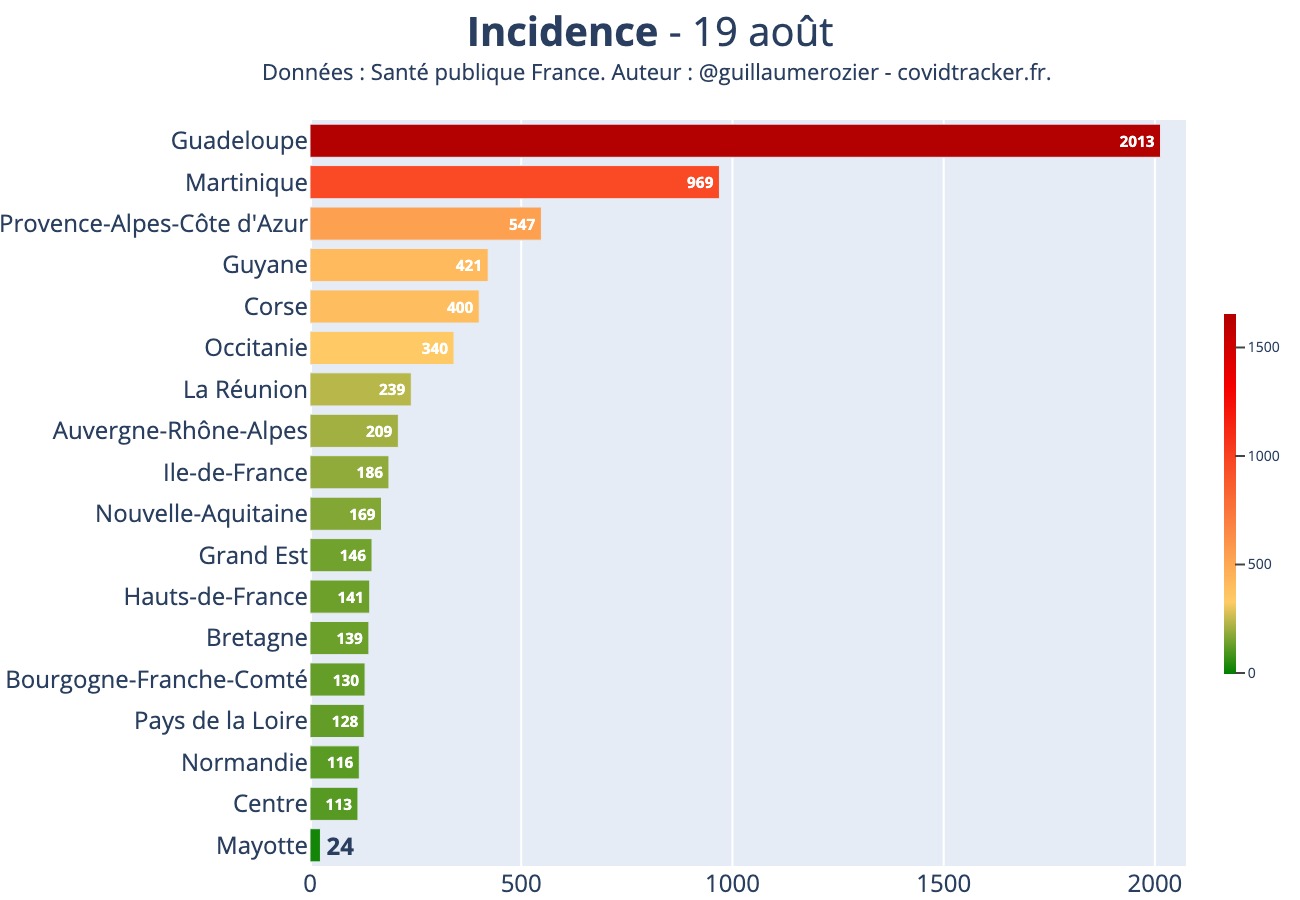 Incidence - 19 août
Données : Santé publique France. Auteur : @guillaumerozier - covidtracker.fr.
Guadeloupe 2013
Martinique 969
Provence-Alpes-Côte d'Azur 547
Guyane 421
Corse 400
Occitanie 340
La Réunion 239
Auvergne-Rhône-Alpes 209
Ile-de-France 186
Nouvelle-Aquitaine 169
Grand Est 146
Hauts-de-France 141
Bretagne 139
Bourgogne-Franche-Comté 130
Pays de la Loire 128
Normandie 116
Centre 113
Mayotte 24
0 500 1000 1500 2000
1500
1000
500
0